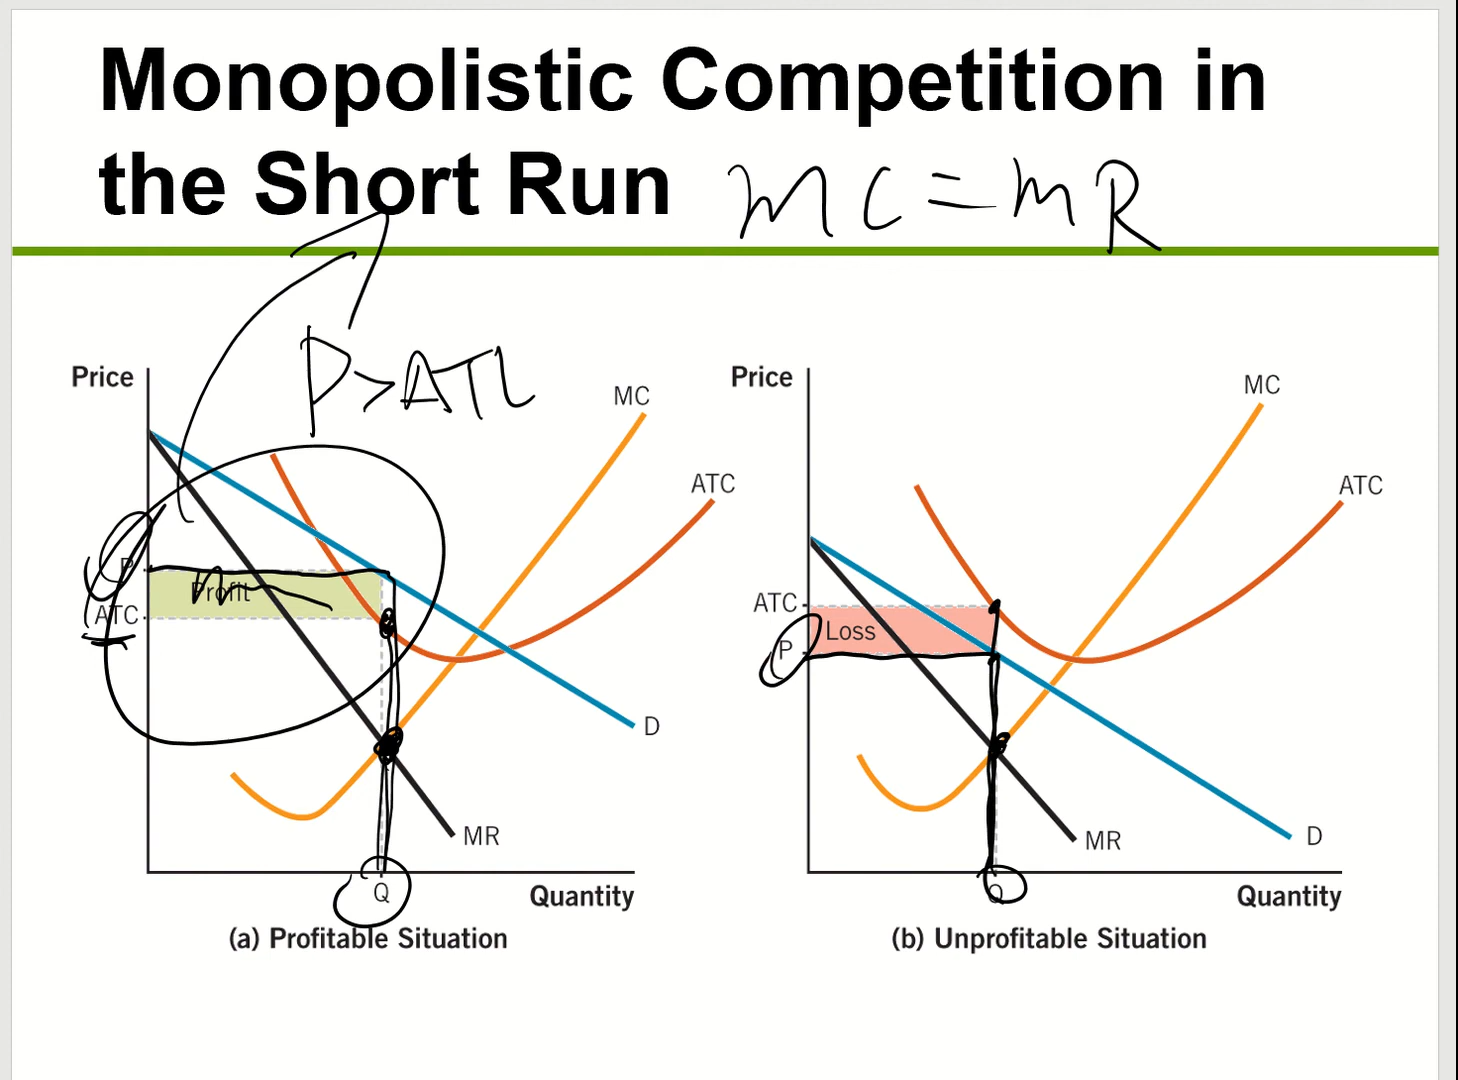 Monopolistic Competition in
the Short Run MC=MR
P>ATC
Price
MC
ATC
P
Profit
ATC
D
MR
Q
Quantity
(a) Profitable Situation
Price
MC
ATC
ATC
Loss
P
D
MR
Q
Quantity
(b) Unprofitable Situation